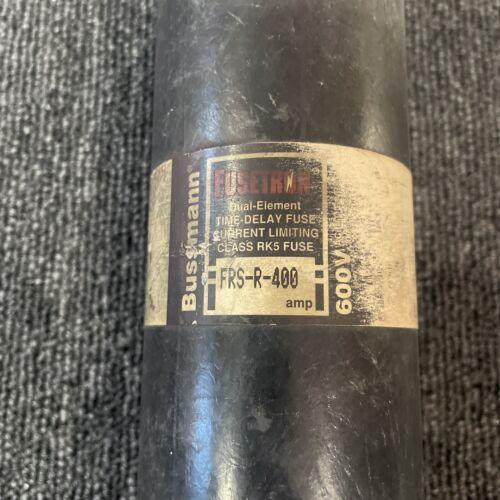 Bussmann®
FUSETRON
Dual-Element
TIME-DELAY FUSE
CURRENT LIMITING
CLASS RK5 FUSE
FRS-R-400
amp
600V